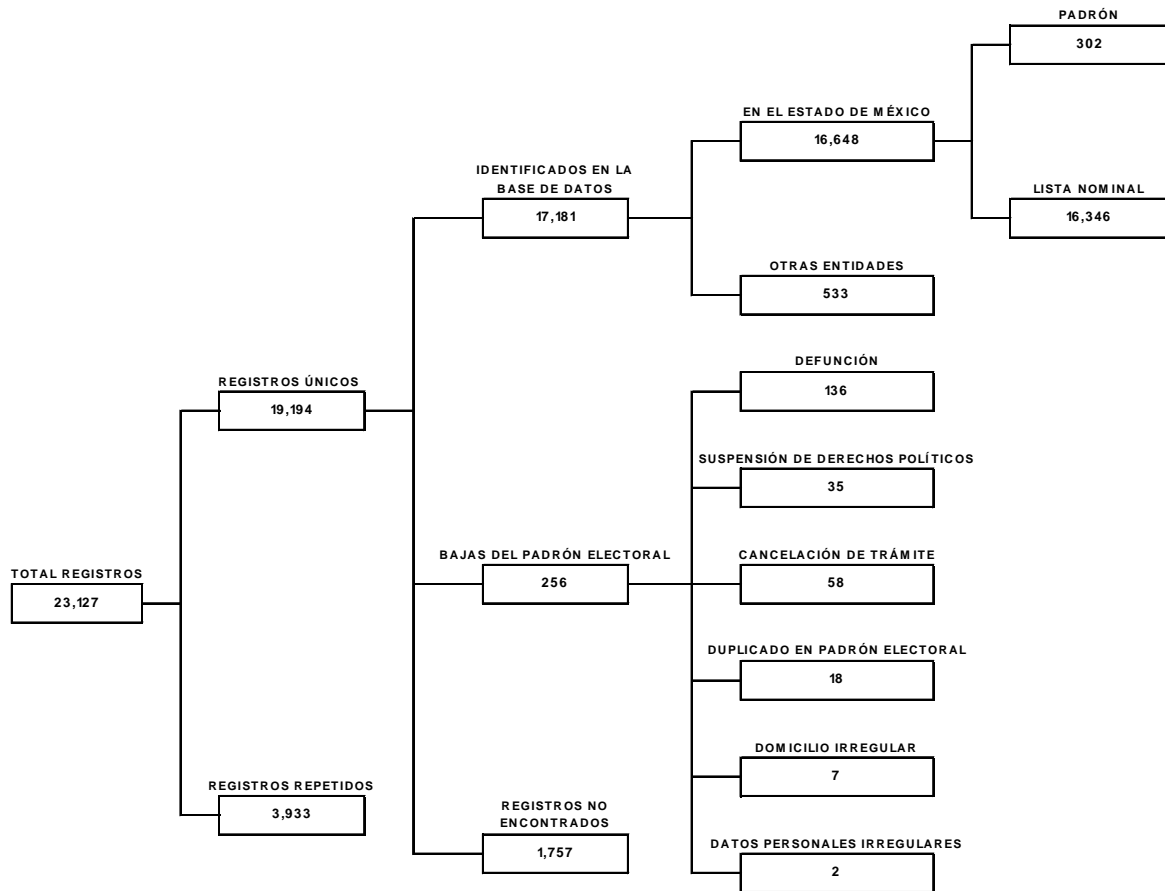 PADRÓN
302
EN EL ESTADO DE MÉXICO
16,648
IDENTIFICADOS EN LA
BASE DE DATOS
17,181
LISTA NOMINAL
16,346
OTRAS ENTIDADES
533
DEFUNCIÓN
136
REGISTROS ÚNICOS
19,194
SUSPENSIÓN DE DERECHOS POLÍTICOS
35
BAJAS DEL PADRÓN ELECTORAL
256
CANCELACIÓN DE TRÁMITE
58
TOTAL REGISTROS
23,127
DUPLICADO EN PADRÓN ELECTORAL
18
DOMICILIO IRREGULAR
7
REGISTROS REPETIDOS
3,933
REGISTROS NO
ENCONTRADOS
1,757
DATOS PERSONALES IRREGULARES
2